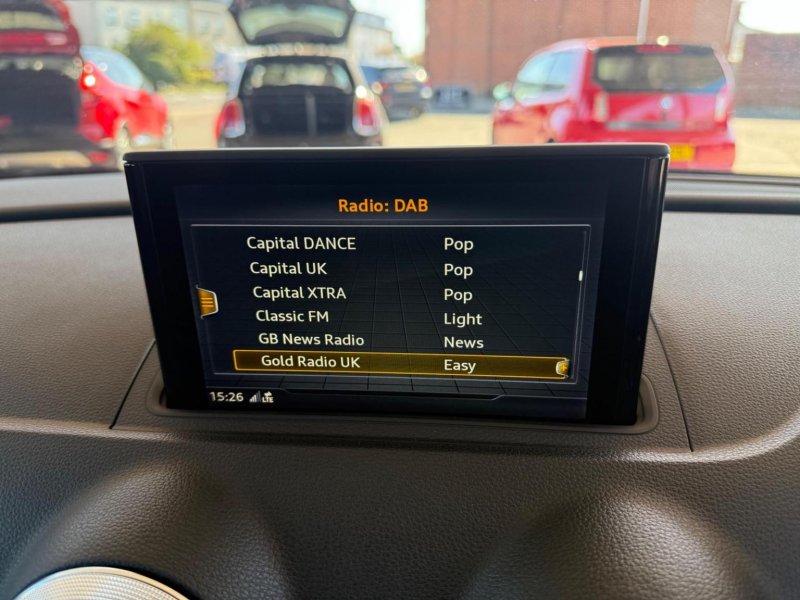 Radio: DAB
Capital DANCE Pop
Capital UK Pop
Capital XTRA Pop
Classic FM Light
GB News Radio News
Gold Radio UK Easy
15:26 LTE